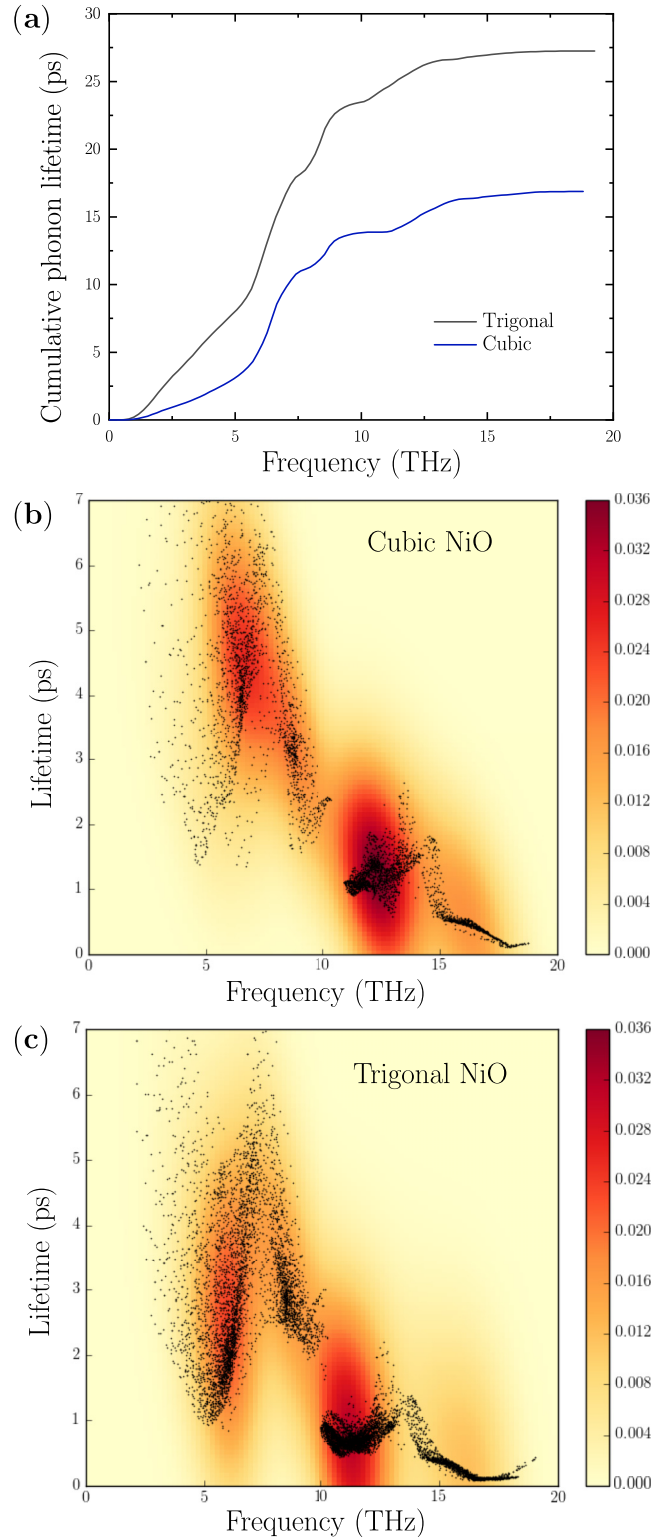 (a)
30
25
20
15
10
5
0
Cumulative phonon lifetime (ps)
Trigonal
Cubic
0 5 10 15 20
Frequency (THz)
(b)
7
6
5
4
3
2
1
0
Lifetime (ps)
Cubic NiO
0 5 10 15 20
Frequency (THz)
0.036
0.032
0.028
0.024
0.020
0.016
0.012
0.008
0.004
0.000
(c)
7
6
5
4
3
2
1
0
Lifetime (ps)
Trigonal NiO
0 5 10 15 20
Frequency (THz)
0.036
0.032
0.028
0.024
0.020
0.016
0.012
0.008
0.004
0.000